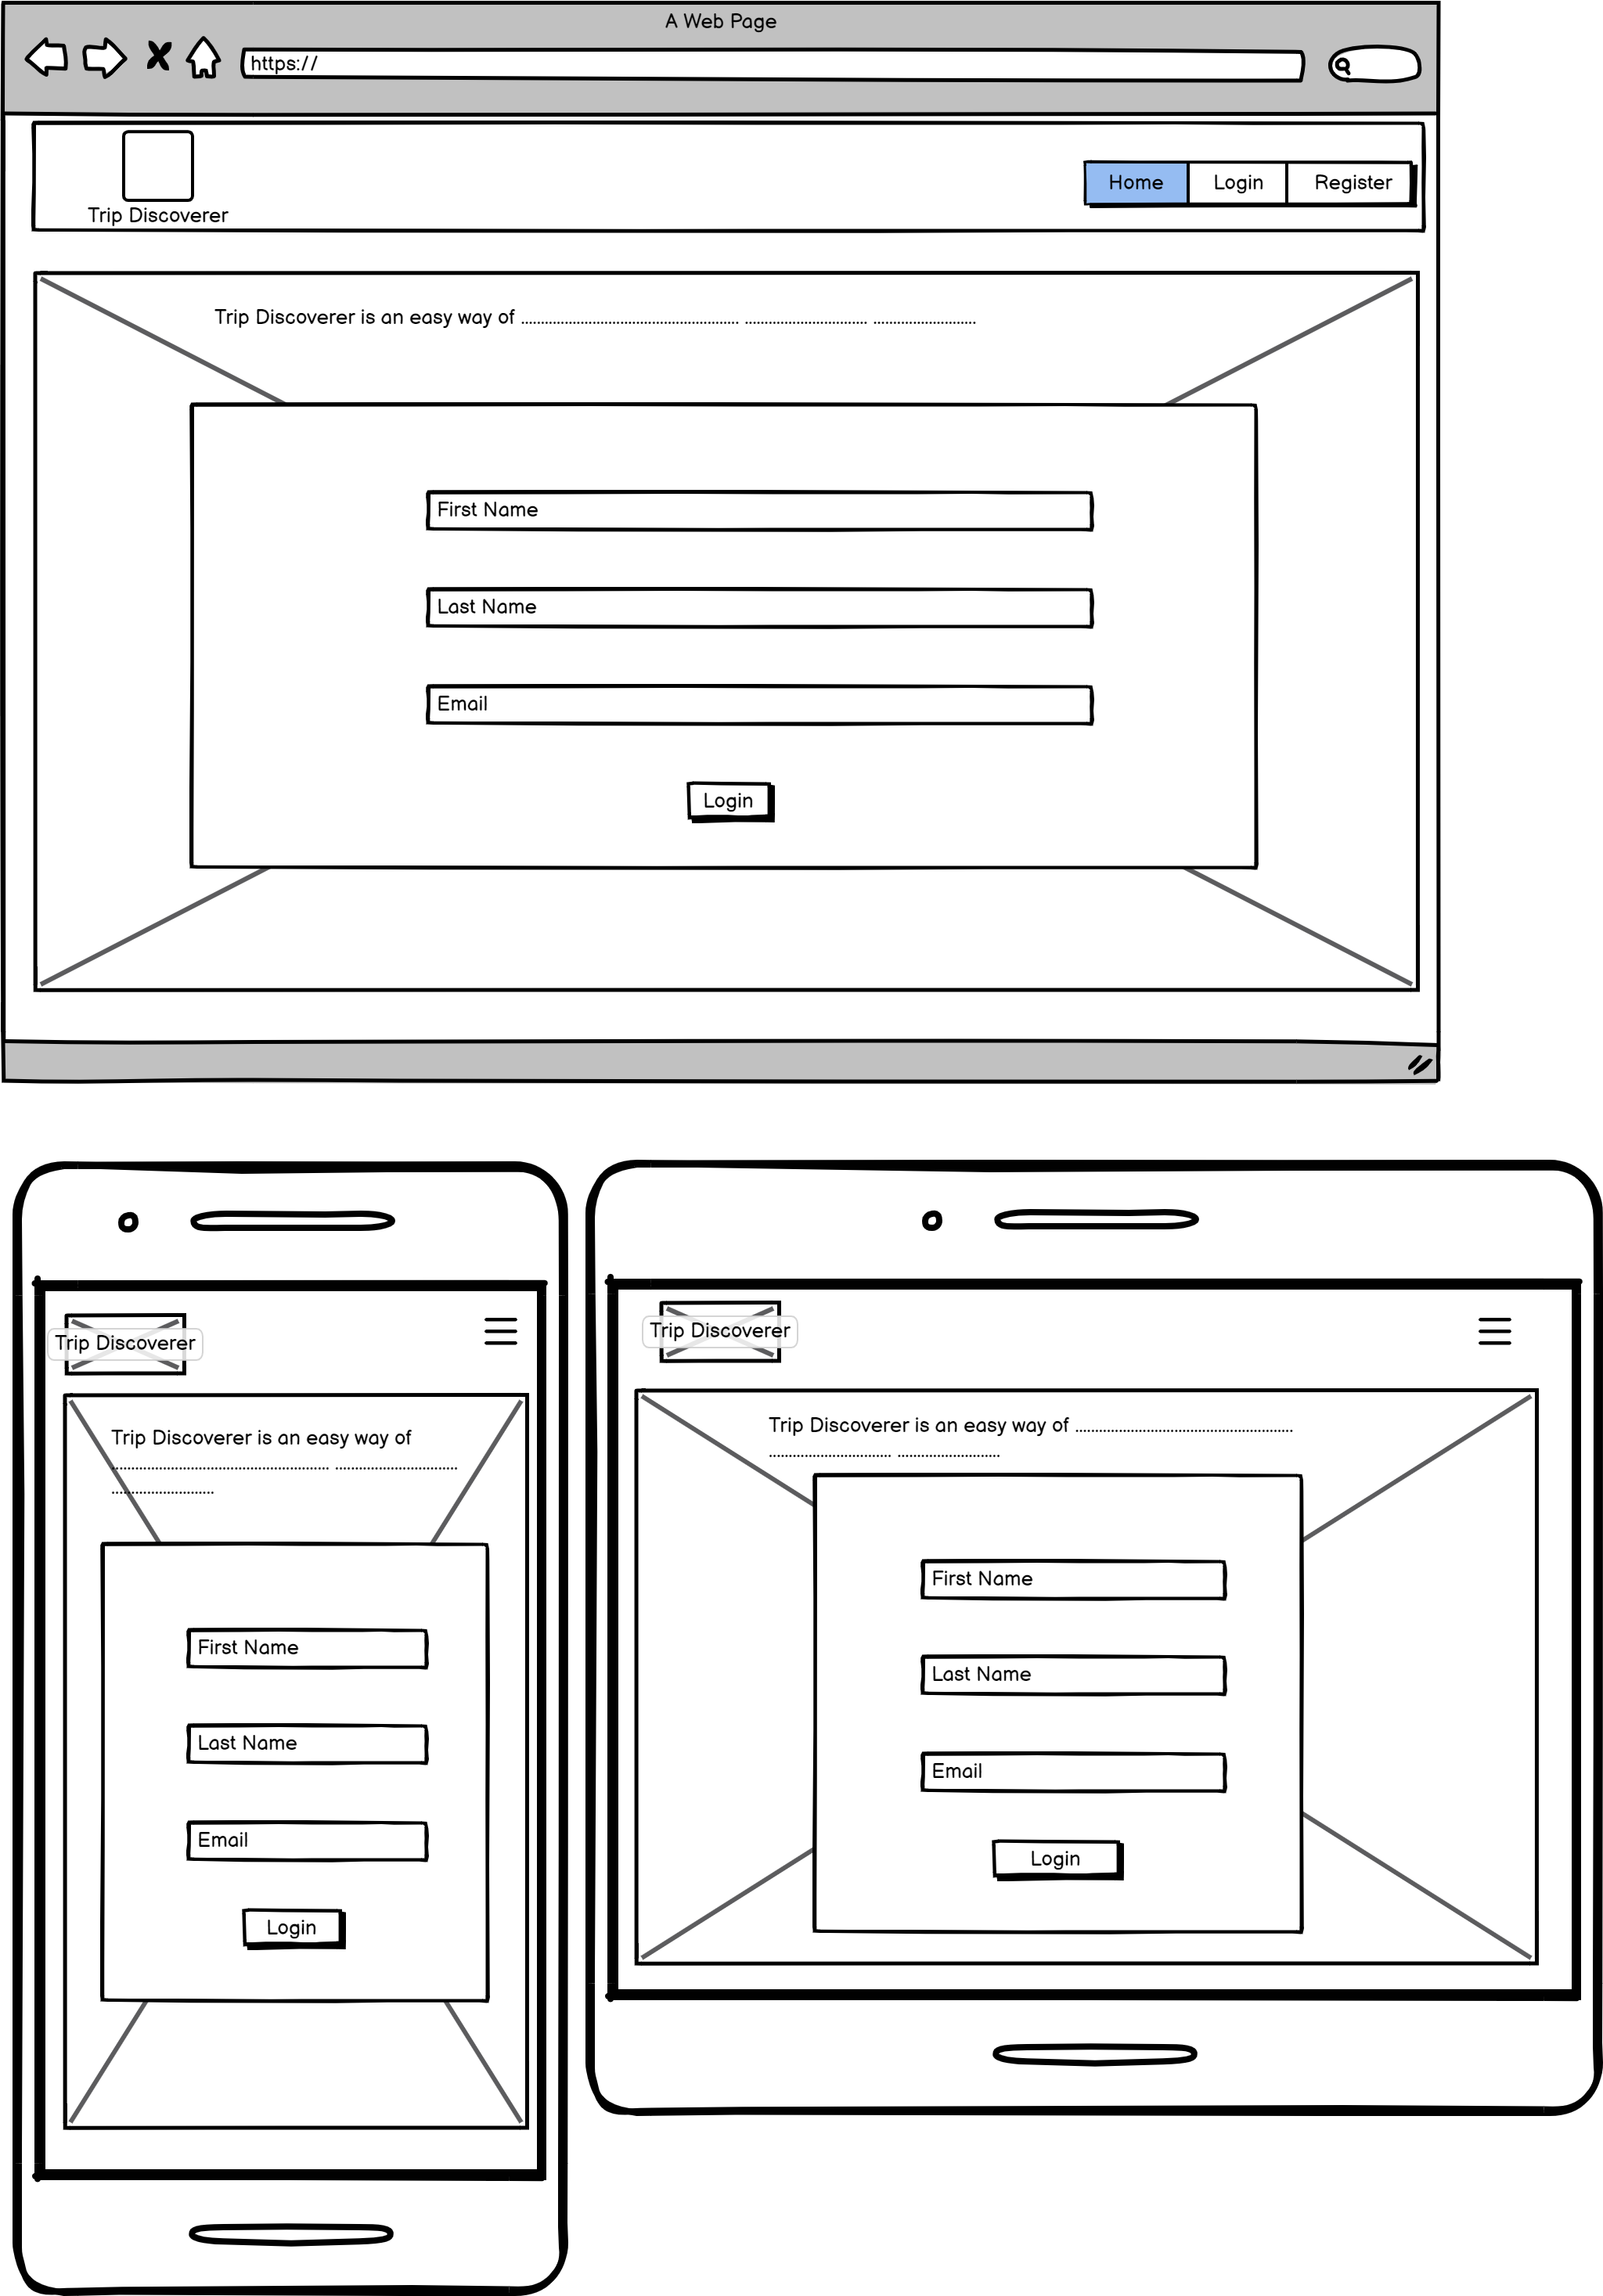 A Web Page
https://
Home Login Register
Trip Discoverer
Trip Discoverer is an easy way of ...................................................... .............................. .........................
First Name
Last Name
Email
Login
Trip Discoverer
Trip Discoverer is an easy way of
...................................................... ..............................
.........................
First Name
Last Name
Email
Login
Trip Discoverer
Trip Discoverer is an easy way of ......................................................
.............................. .........................
First Name
Last Name
Email
Login